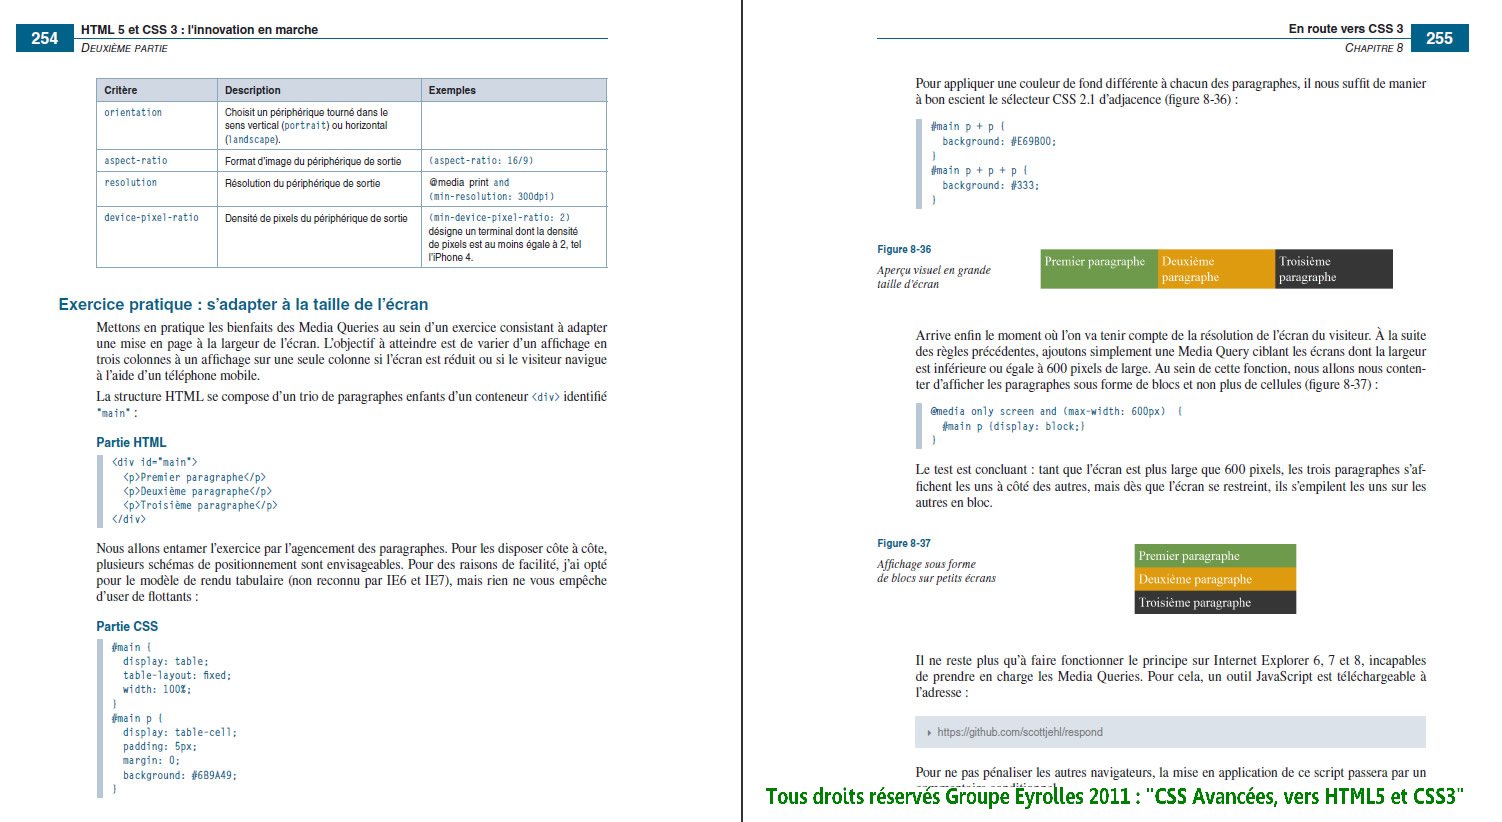 254
HTML 5 et CSS 3 : l'innovation en marche
DEUXIÈME PARTIE
Critère Description Exemples
orientation Choisit un périphérique tourné dans le
sens vertical (portrait) ou horizontal
(landscape).
aspect-ratio Format d'image du périphérique de sortie (aspect-ratio: 16/9)
resolution Résolution du périphérique de sortie @media print and
(min-resolution: 300dpi)
device-pixel-ratio Densité de pixels du périphérique de sortie (min-device-pixel-ratio: 2)
désigne un terminal dont la densité
de pixels est au moins égale à 2, tel
l'iPhone 4.
Exercice pratique : s'adapter à la taille de l'écran
Mettons en pratique les bienfaits des Media Queries au sein d'un exercice consistant à adapter
une mise en page à la largeur de l'écran. L'objectif à atteindre est de varier d'un affichage en
trois colonnes à un affichage sur une seule colonne si l'écran est réduit ou si le visiteur navigue
à l'aide d'un téléphone mobile.
La structure HTML se compose d'un trio de paragraphes enfants d'un conteneur <div> identifié
"main" :
Partie HTML
<div id="main">
<p>Premier paragraphe</p>
<p>Deuxième paragraphe</p>
<p>Troisième paragraphe</p>
</div>
Nous allons entamer l'exercice par l'agencement des paragraphes. Pour les disposer côte à côte,
plusieurs schémas de positionnement sont envisageables. Pour des raisons de facilité, j'ai opté
pour le modèle de rendu tabulaire (non reconnu par IE6 et IE7), mais rien ne vous empêche
d'user de flottants :
Partie CSS
#main {
display: table;
table-layout: fixed;
width: 100%;
}
#main p {
display: table-cell;
padding: 5px;
margin: 0;
background: #6B9A49;
}
En route vers CSS 3
CHAPITRE 8
255
Pour appliquer une couleur de fond différente à chacun des paragraphes, il nous suffit de manier
à bon escient le sélecteur CSS 2.1 d'adjacence (figure 8-36) :
#main p + p {
background: #E69B00;
}
#main p + p + p {
background: #333;
}
Figure 8-36
Aperçu visuel en grande
taille d'écran
Premier paragraphe Deuxième Troisième
paragraphe paragraphe
Arrive enfin le moment où l'on va tenir compte de la résolution de l'écran du visiteur. À la suite
des règles précédentes, ajoutons simplement une Media Query ciblant les écrans dont la largeur
est inférieure ou égale à 600 pixels de large. Au sein de cette fonction, nous allons nous conten-
ter d'afficher les paragraphes sous forme de blocs et non plus de cellules (figure 8-37) :
@media only screen and (max-width: 600px) {
#main p {display: block;}
}
Le test est concluant : tant que l'écran est plus large que 600 pixels, les trois paragraphes s'af-
fichent les uns à côté des autres, mais dès que l'écran se restreint, ils s'empilent les uns sur les
autres en bloc.
Figure 8-37
Affichage sous forme
de blocs sur petits écrans
Premier paragraphe
Deuxième paragraphe
Troisième paragraphe
Il ne reste plus qu'à faire fonctionner le principe sur Internet Explorer 6, 7 et 8, incapables
de prendre en charge les Media Queries. Pour cela, un outil JavaScript est téléchargeable à
l'adresse :
https://github.com/scottjehl/respond
Pour ne pas pénaliser les autres navigateurs, la mise en application de ce script passera par un
Tous droits réservés Groupe Eyrolles 2011 : "CSS Avancées, vers HTML5 et CSS3"